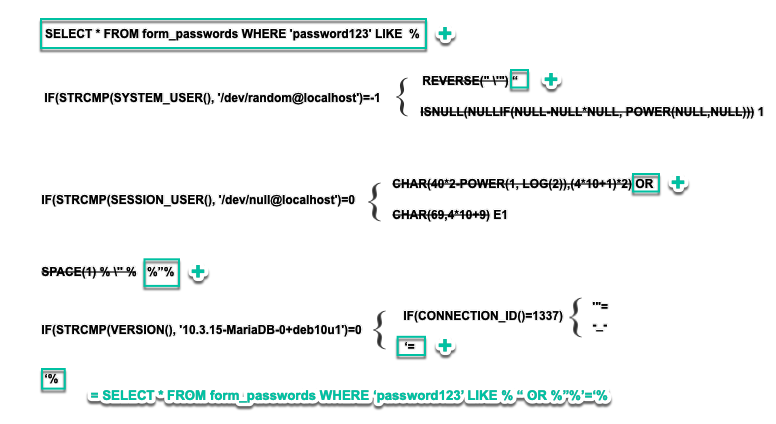 SELECT * FROM form_passwords WHERE 'password123' LIKE %
REVERSE(" \'") “
IF(STRCMP(SYSTEM_USER(), '/dev/random@localhost')=-1
ISNULL(NULLIF(NULL-NULL*NULL, POWER(NULL,NULL))) 1
CHAR(40*2-POWER(1, LOG(2)),(4*10+1)*2) OR
IF(STRCMP(SESSION_USER(), '/dev/null@localhost')=0
CHAR(69,4*10+9) E1
SPACE(1) % \" % %”%
IF(CONNECTION_ID()=1337)
'"=
IF(STRCMP(VERSION(), '10.3.15-MariaDB-0+deb10u1')=0
"_"
‘=
‘%
= SELECT * FROM form_passwords WHERE ‘password123’ LIKE % “ OR %”%’=‘%